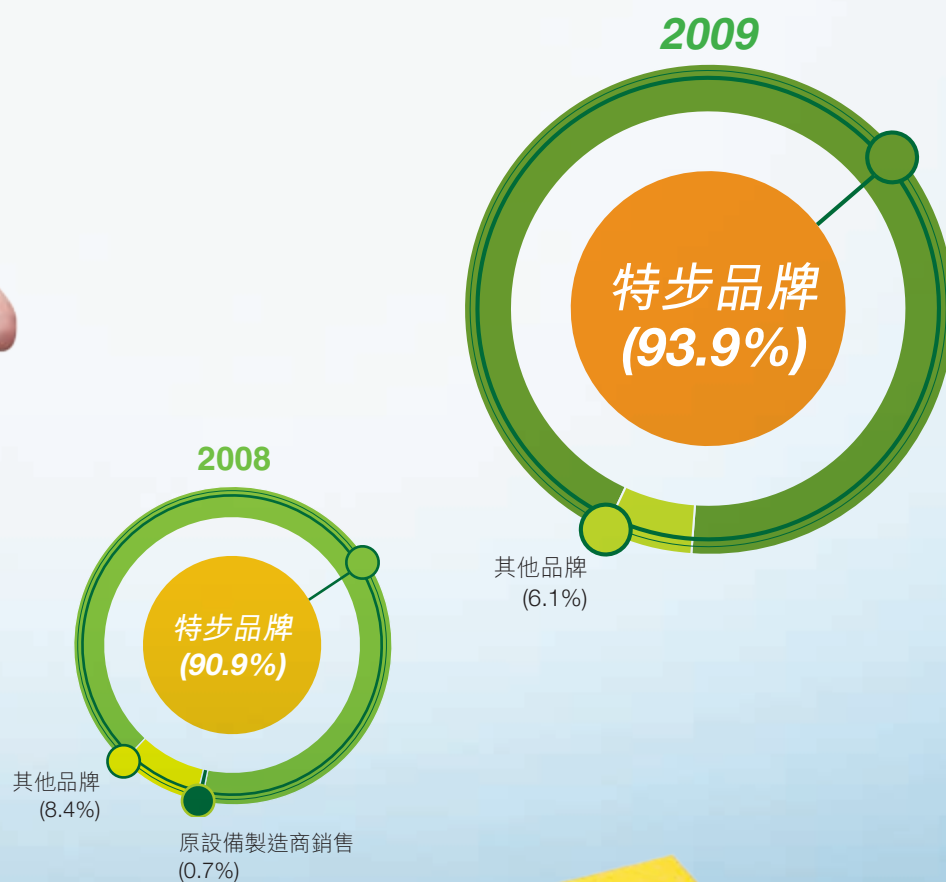 2009
特步品牌
(93.9%)
其他品牌
(6.1%)
2008
特步品牌
(90.9%)
其他品牌
(8.4%)
原設備製造商銷售
(0.7%)